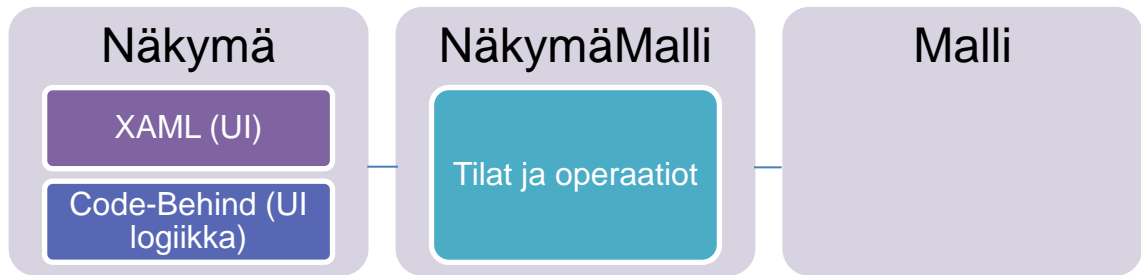 Näkymä
XAML (UI)
Code-Behind (UI
logiikka)
NäkymäMalli
Tilat ja operaatiot
Malli